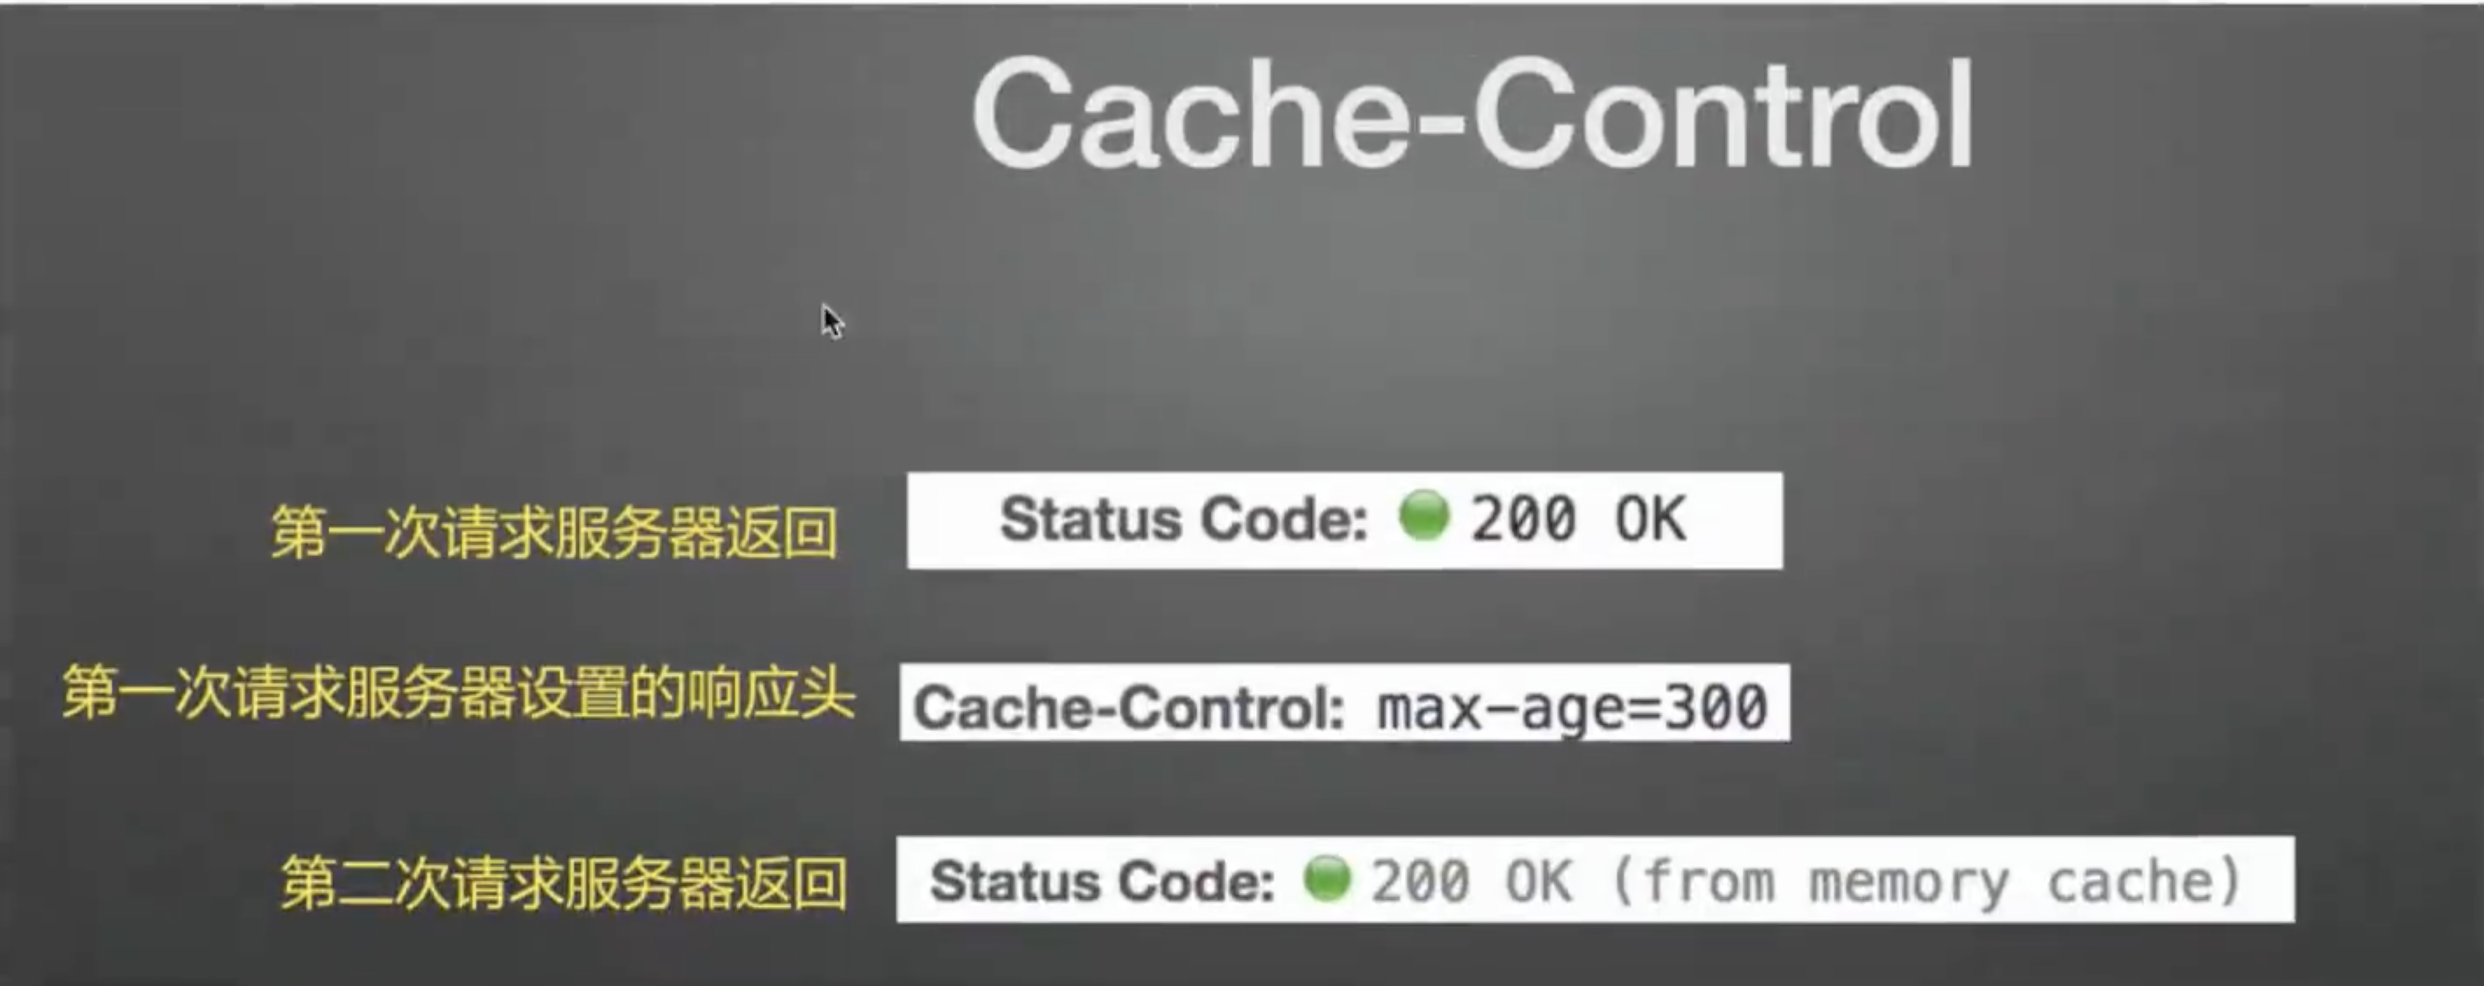 Cache-Control
第一次请求服务器返回 Status Code: 200 OK
第一次请求服务器设置的响应头 Cache-Control: max-age=300
第二次请求服务器返回 Status Code: 200 OK (from memory cache)